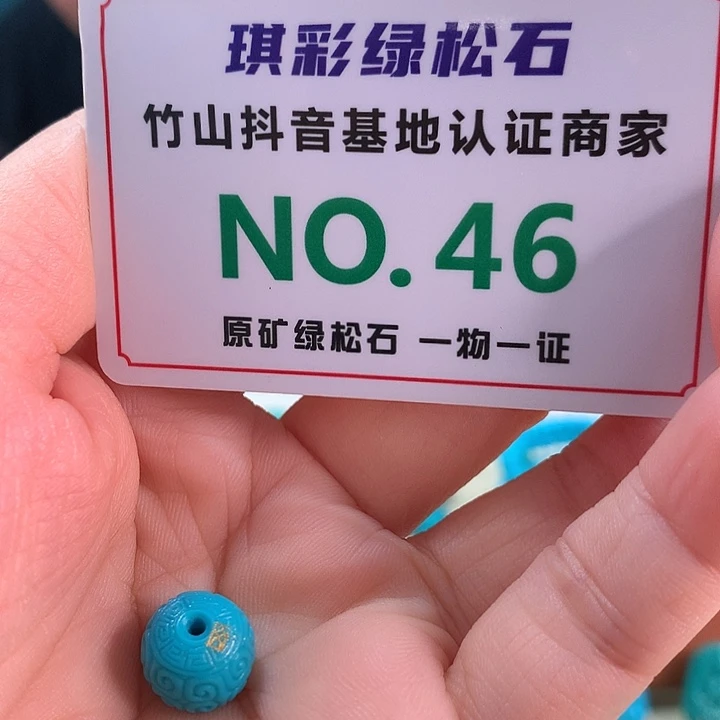 琪彩绿松石
竹山抖音基地认证商家
NO. 46
原矿绿松石 一物一证